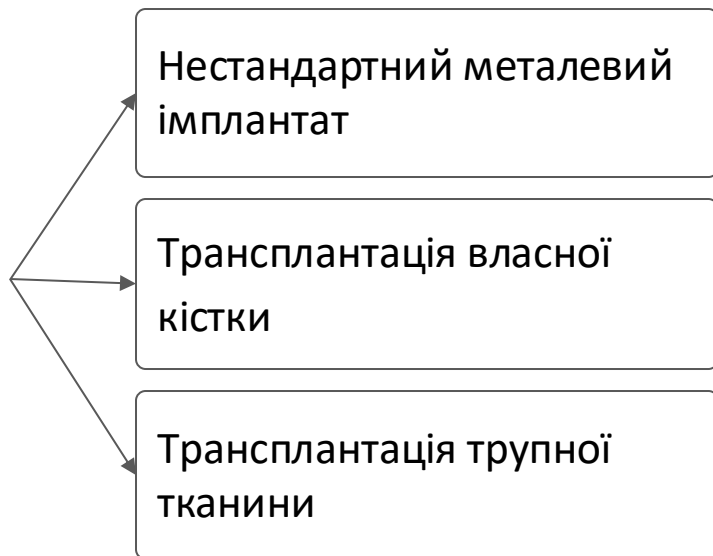 Нестандартний металевий
імплантат
Трансплантація власної
кістки
Трансплантація трупної
тканини